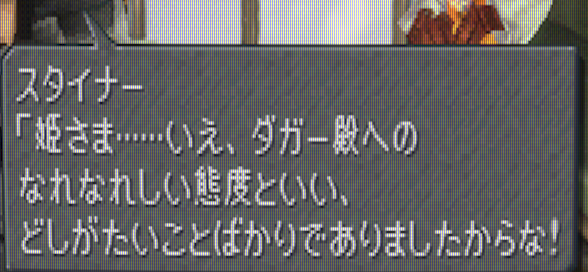 スタイナー
「姫さま……いえ、ダガー殿への
なれなれしい態度といい、
どしがたいことばかりでありましたからな!